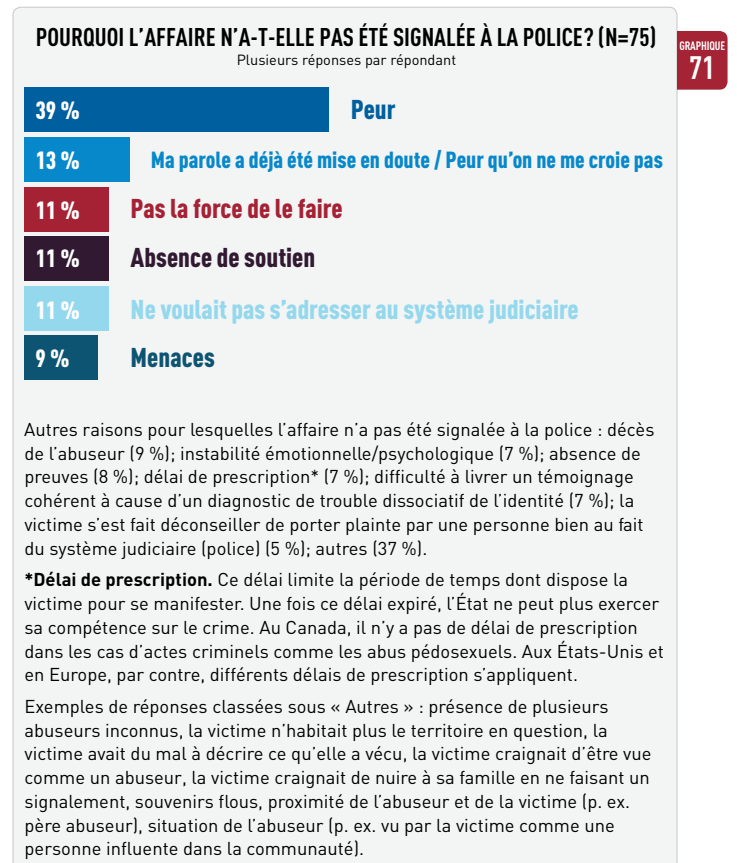 POURQUOI L'AFFAIRE N'A-T-ELLE PAS ÉTÉ SIGNALÉE À LA POLICE? (N=75)
Plusieurs réponses par répondant
GRAPHIQUE
71
39 % Peur
13 % Ma parole a déjà été mise en doute / Peur qu'on ne me croie pas
11 % Pas la force de le faire
11 % Absence de soutien
11 % Ne voulait pas s'adresser au système judiciaire
9 % Menaces
Autres raisons pour lesquelles l'affaire n'a pas été signalée à la police : décès
de l'abuseur (9 %); instabilité émotionnelle/psychologique (7 %); absence de
preuves (8 %); délai de prescription* (7 %); difficulté à livrer un témoignage
cohérent à cause d'un diagnostic de trouble dissociatif de l'identité (7 %); la
victime s'est fait déconseiller de porter plainte par une personne bien au fait
du système judiciaire (police) (5 %); autres (37 %).
*Délai de prescription. Ce délai limite la période de temps dont dispose la
victime pour se manifester. Une fois ce délai expiré, l'État ne peut plus exercer
sa compétence sur le crime. Au Canada, il n'y a pas de délai de prescription
dans les cas d'actes criminels comme les abus pédosexuels. Aux États-Unis et
en Europe, par contre, différents délais de prescription s'appliquent.
Exemples de réponses classées sous « Autres » : présence de plusieurs
abuseurs inconnus, la victime n'habitait plus le territoire en question, la
victime avait du mal à décrire ce qu'elle a vécu, la victime craignait d'être vue
comme un abuseur, la victime craignait de nuire à sa famille en ne faisant un
signalement, souvenirs flous, proximité de l'abuseur et de la victime (p. ex.
père abuseur), situation de l'abuseur (p. ex. vu par la victime comme une
personne influente dans la communauté).